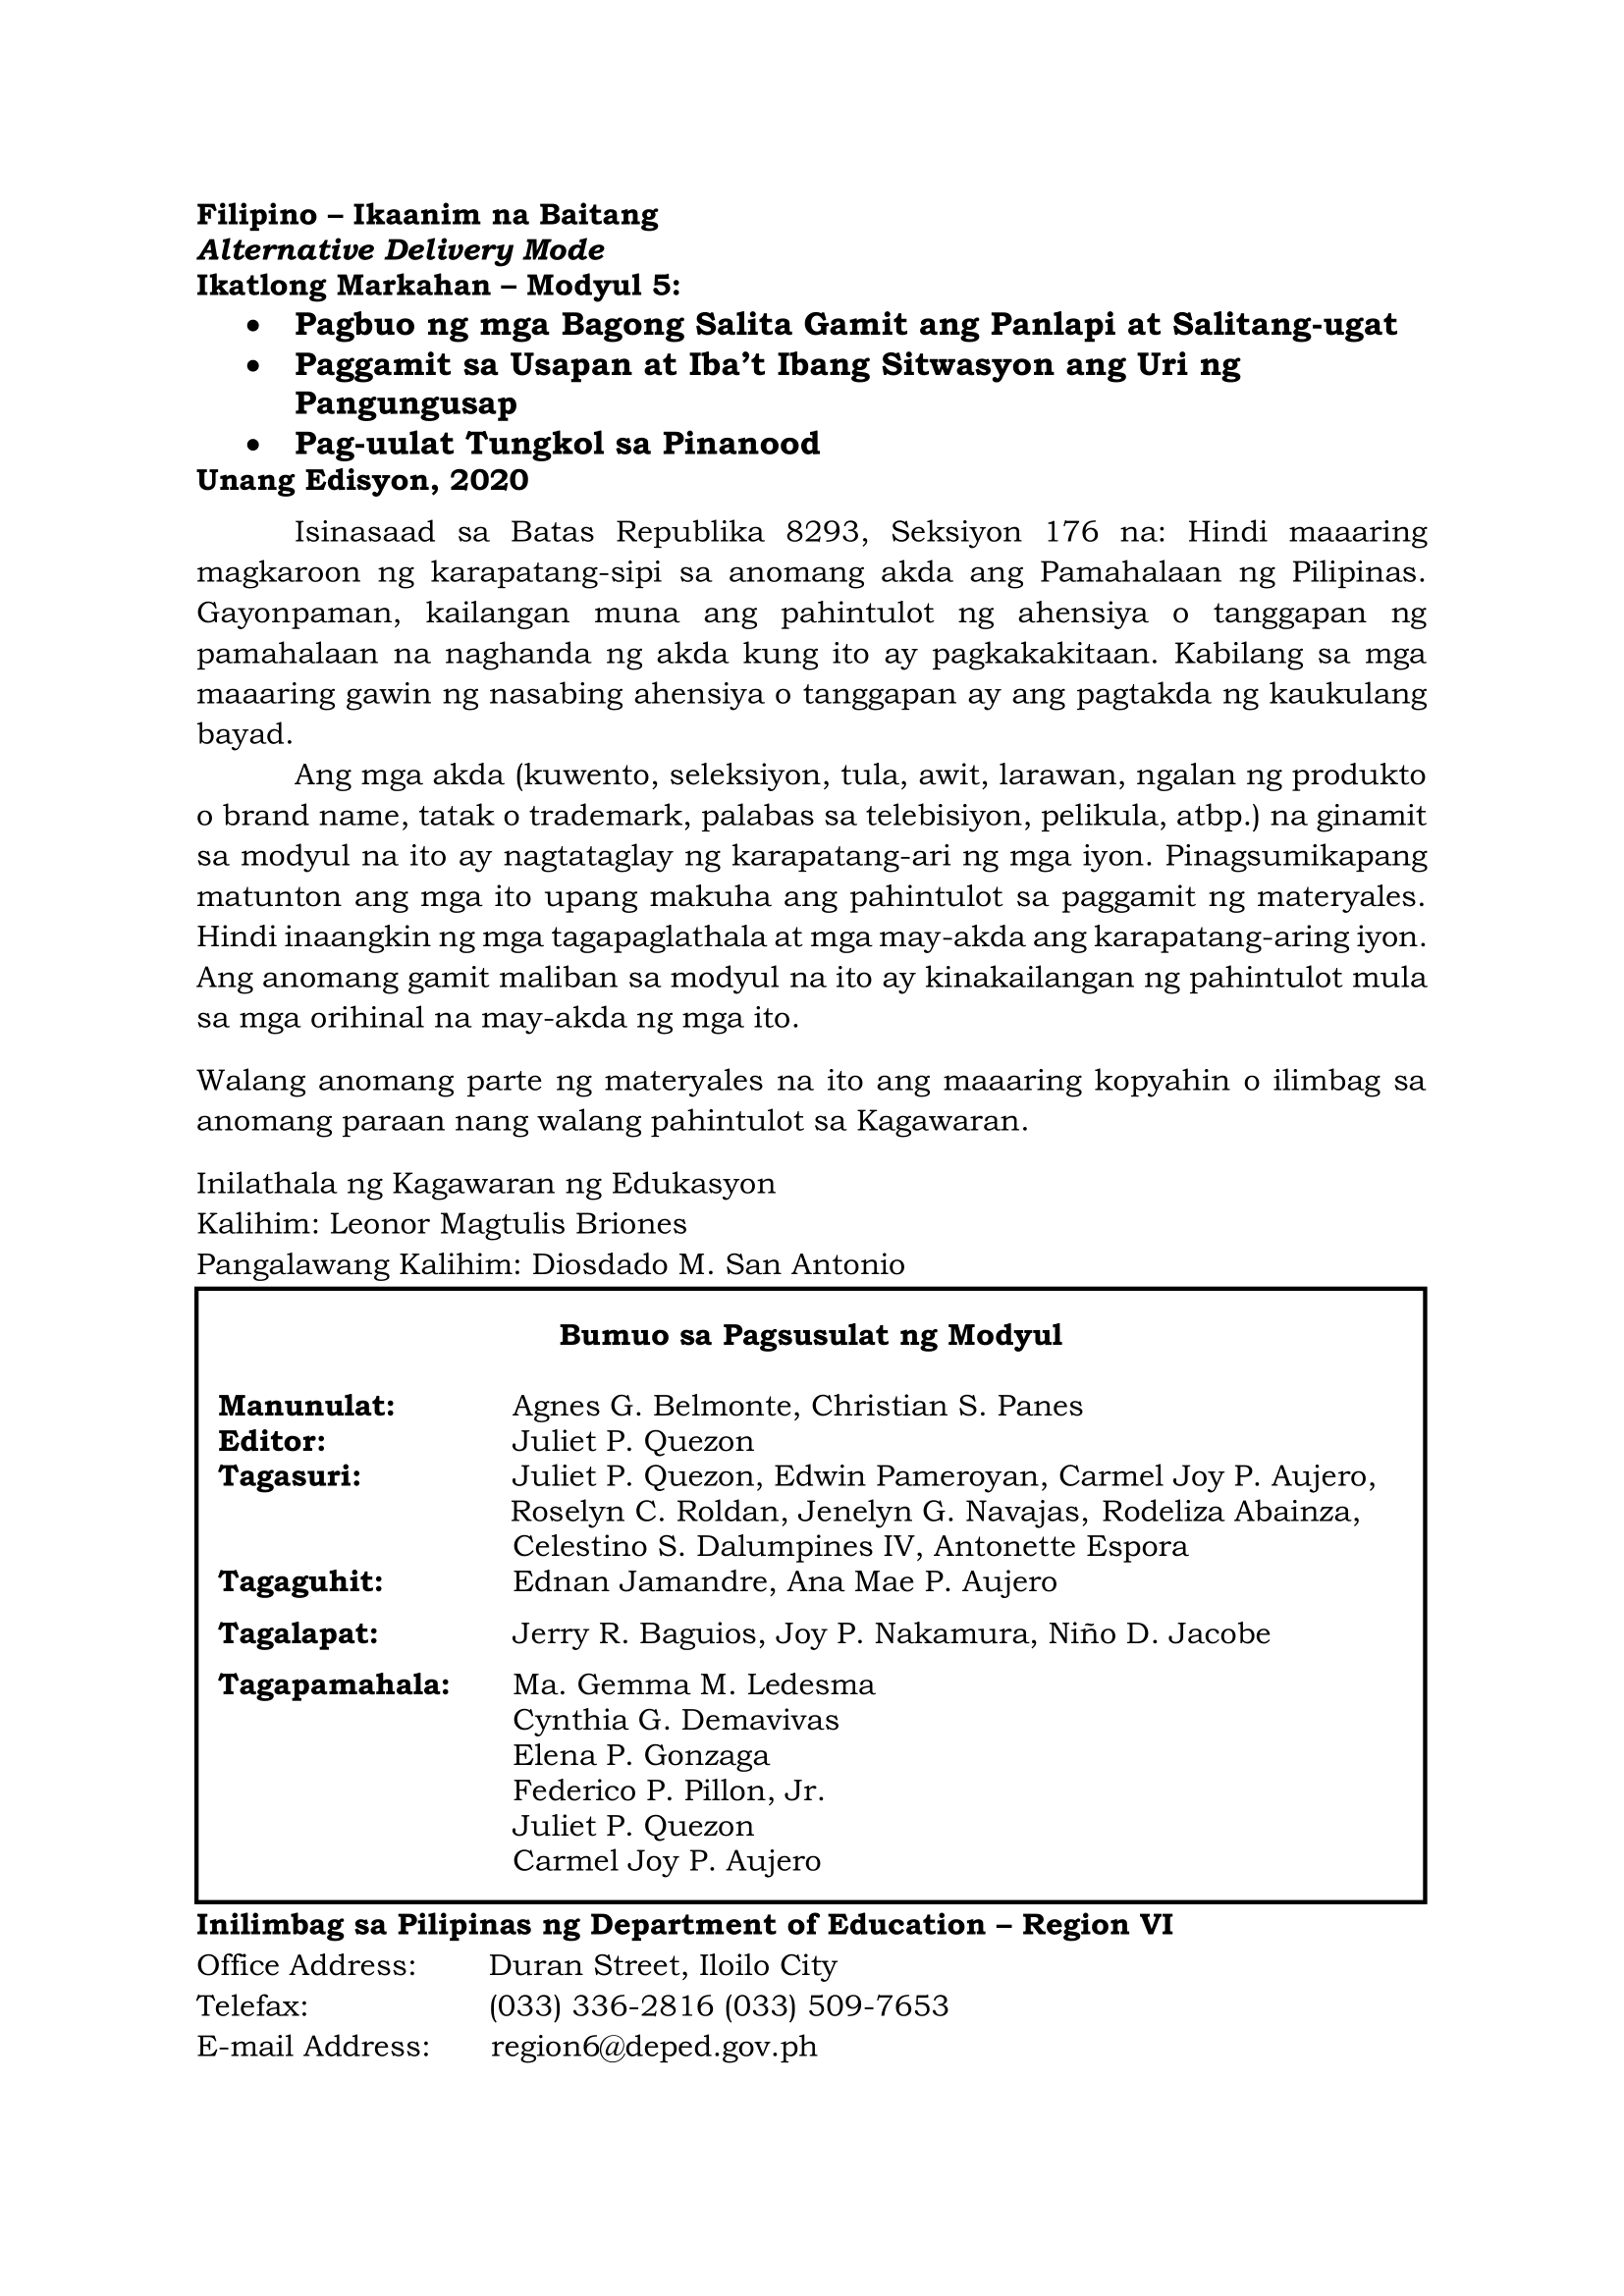 Filipino – Ikaanim na Baitang
Alternative Delivery Mode
Ikatlong Markahan – Modyul 5:
• Pagbuo ng mga Bagong Salita Gamit ang Panlapi at Salitang-ugat
• Paggamit sa Usapan at Iba’t Ibang Sitwasyon ang Uri ng
Pangungusap
• Pag-uulat Tungkol sa Pinanood
Unang Edisyon, 2020
Isinasaad sa Batas Republika 8293, Seksiyon 176 na: Hindi maaaring
magkaroon ng karapatang-sipi sa anomang akda ang Pamahalaan ng Pilipinas.
Gayonpaman, kailangan muna ang pahintulot ng ahensiya o tanggapan ng
pamahalaan na naghanda ng akda kung ito ay pagkakakitaan. Kabilang sa mga
maaaring gawin ng nasabing ahensiya o tanggapan ay ang pagtakda ng kaukulang
bayad.
Ang mga akda (kuwento, seleksiyon, tula, awit, larawan, ngalan ng produkto
o brand name, tatak o trademark, palabas sa telebisiyon, pelikula, atbp.) na ginamit
sa modyul na ito ay nagtataglay ng karapatang-ari ng mga iyon. Pinagsumikapang
matunton ang mga ito upang makuha ang pahintulot sa paggamit ng materyales.
Hindi inaangkin ng mga tagapaglathala at mga may-akda ang karapatang-aring iyon.
Ang anomang gamit maliban sa modyul na ito ay kinakailangan ng pahintulot mula
sa mga orihinal na may-akda ng mga ito.
Walang anomang parte ng materyales na ito ang maaaring kopyahin o ilimbag sa
anomang paraan nang walang pahintulot sa Kagawaran.
Inilathala ng Kagawaran ng Edukasyon
Kalihim: Leonor Magtulis Briones
Pangalawang Kalihim: Diosdado M. San Antonio
Bumuo sa Pagsusulat ng Modyul
Manunulat: Agnes G. Belmonte, Christian S. Panes
Editor: Juliet P. Quezon
Tagasuri: Juliet P. Quezon, Edwin Pameroyan, Carmel Joy P. Aujero,
Roselyn C. Roldan, Jenelyn G. Navajas, Rodeliza Abainza,
Celestino S. Dalumpines IV, Antonette Espora
Tagaguhit: Ednan Jamandre, Ana Mae P. Aujero
Tagalapat: Jerry R. Baguios, Joy P. Nakamura, Niño D. Jacobe
Tagapamahala: Ma. Gemma M. Ledesma
Cynthia G. Demavivas
Elena P. Gonzaga
Federico P. Pillon, Jr.
Juliet P. Quezon
Carmel Joy P. Aujero
Inilimbag sa Pilipinas ng Department of Education – Region VI
Office Address: Duran Street, Iloilo City
Telefax: (033) 336-2816 (033) 509-7653
E-mail Address: region6@deped.gov.ph